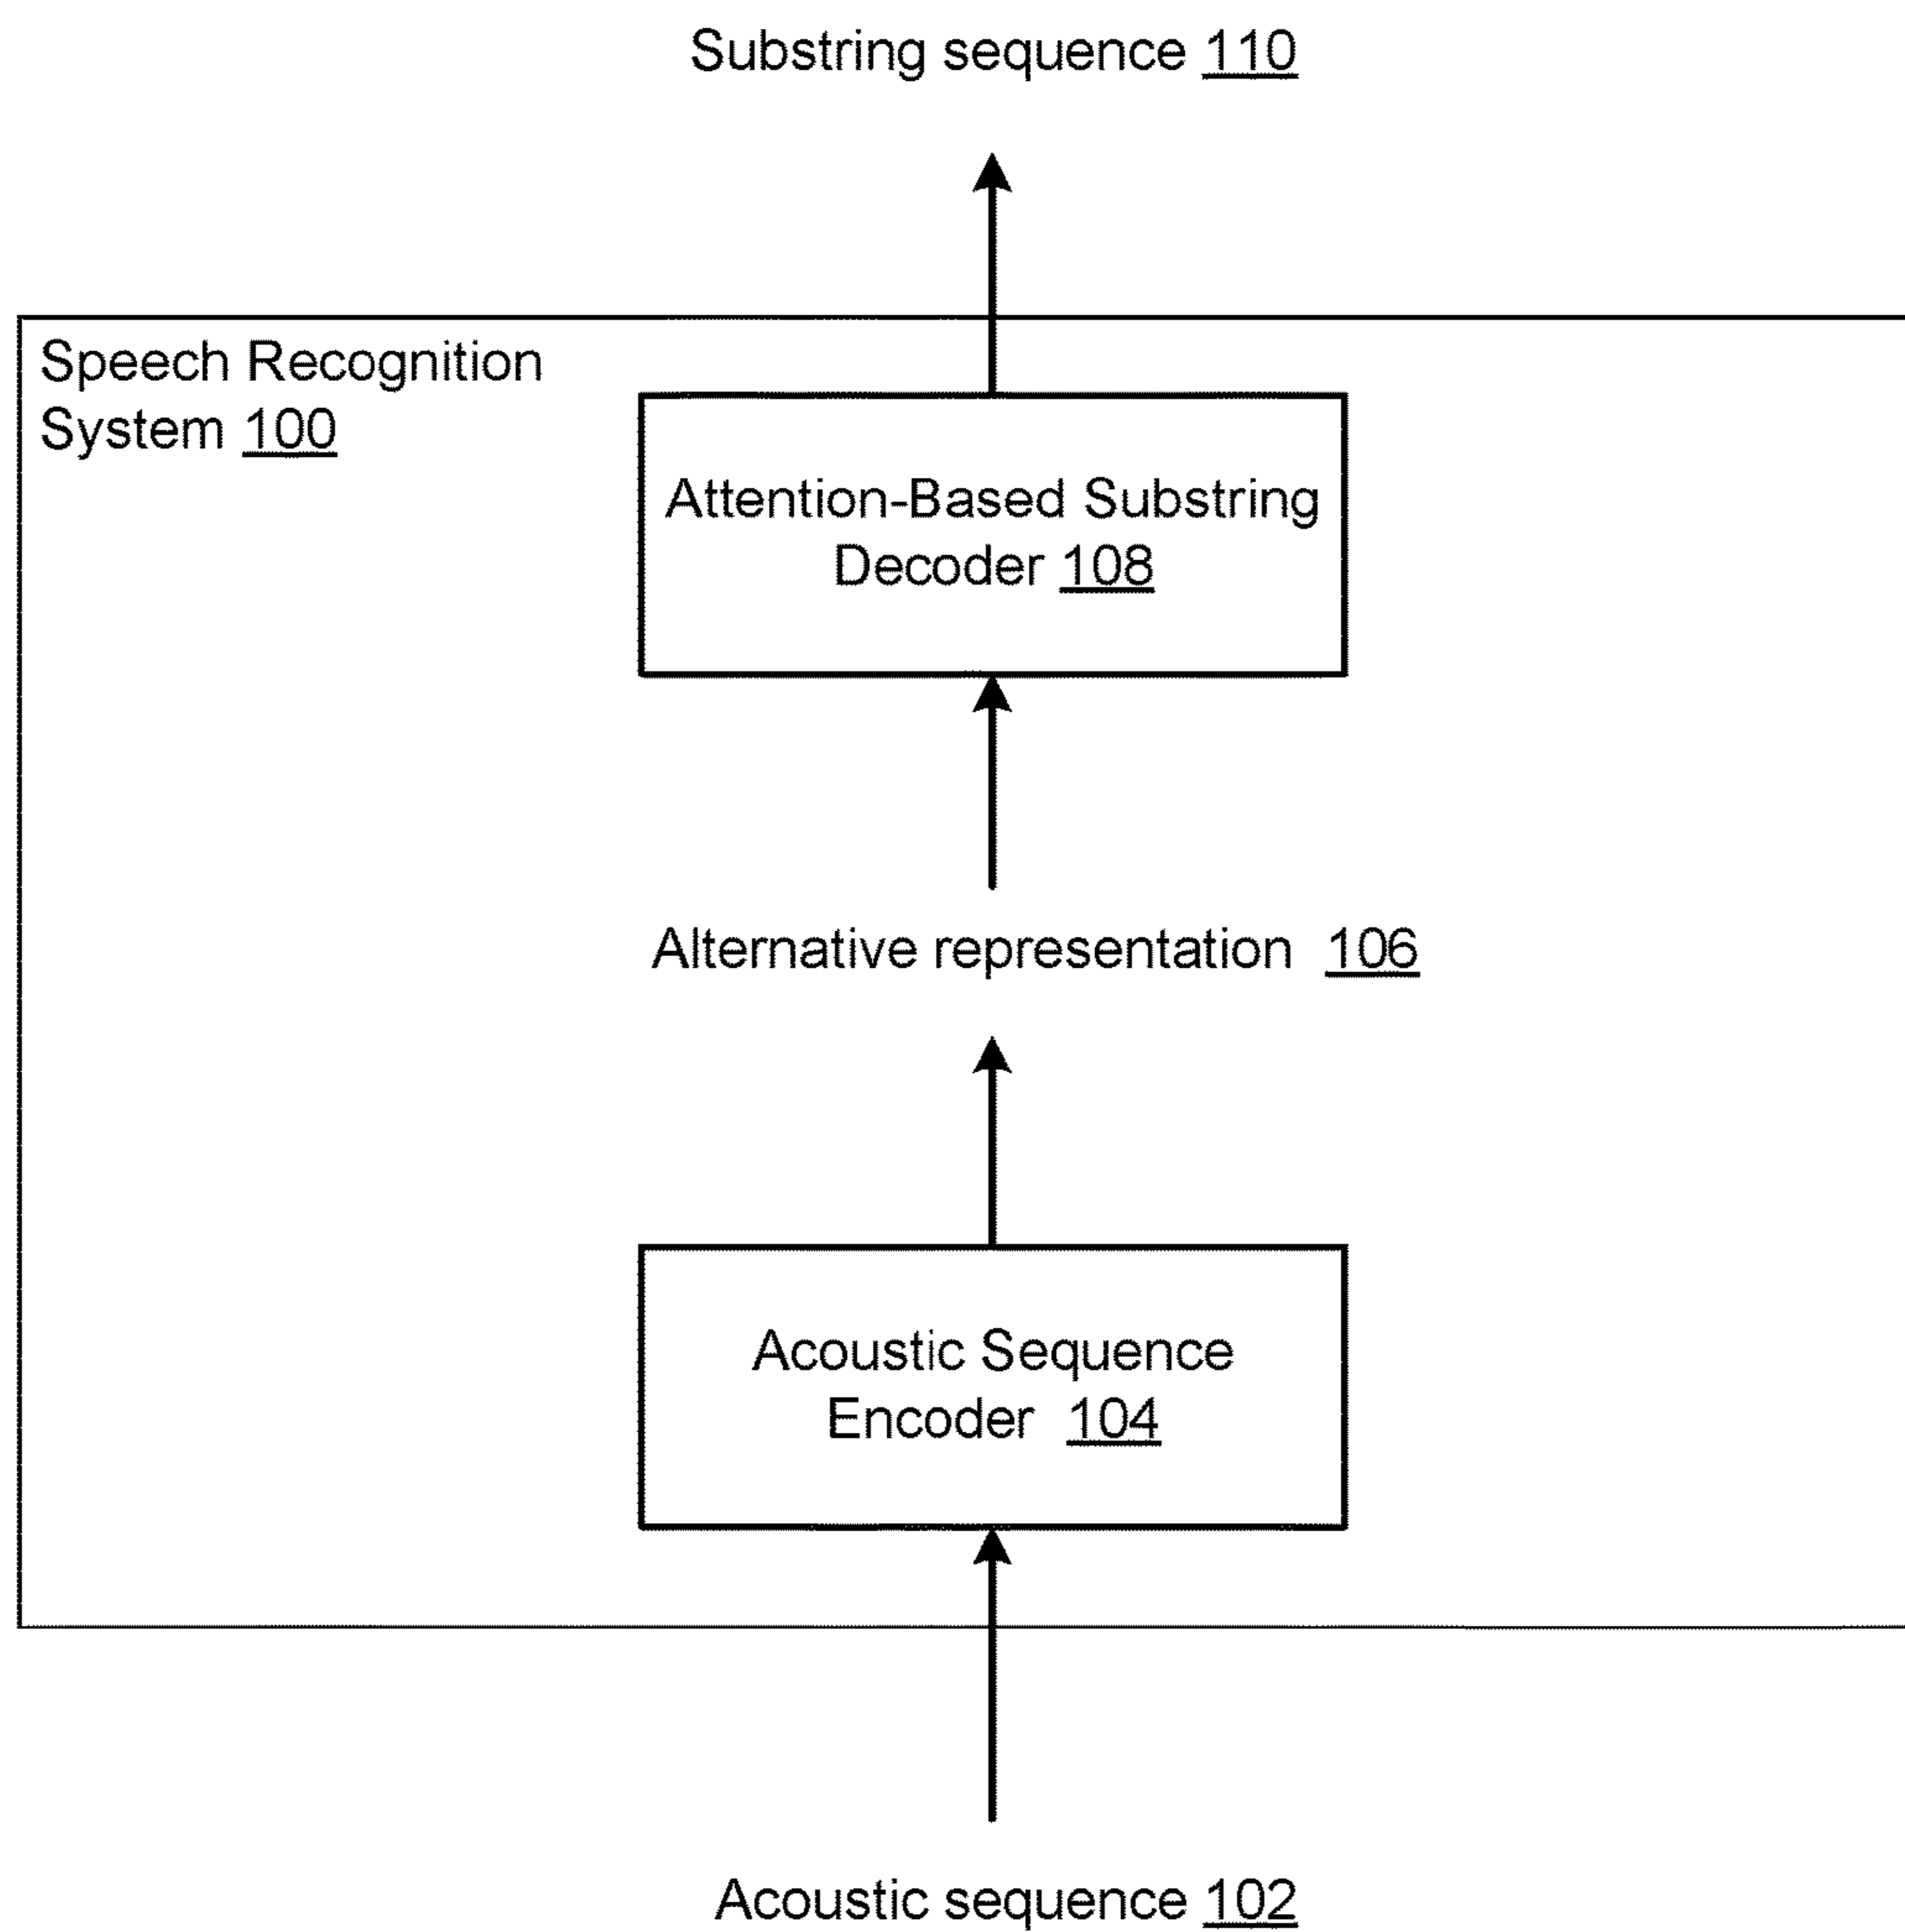 Substring sequence 110
Speech Recognition
System 100
Attention-Based Substring
Decoder 108
Alternative representation 106
Acoustic Sequence
Encoder 104
Acoustic sequence 102